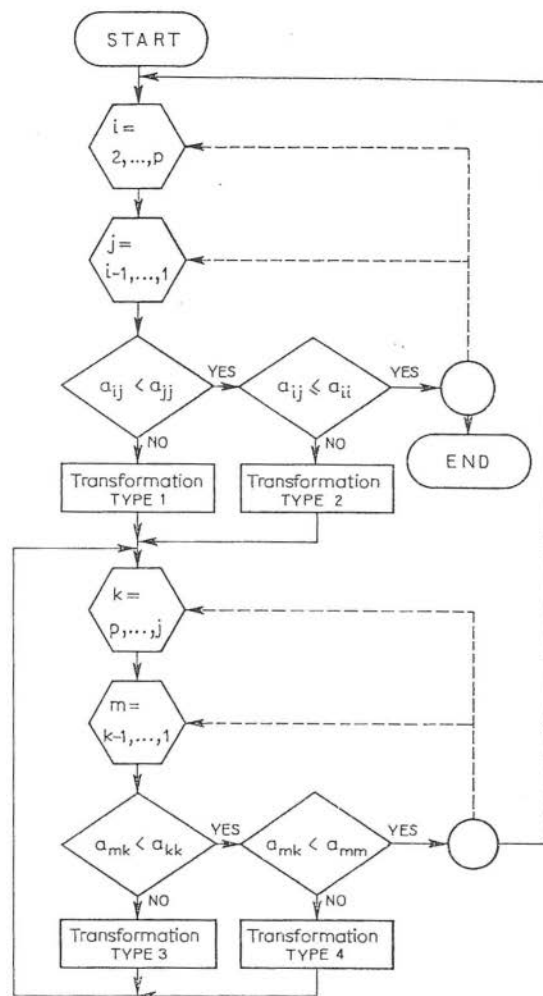 START
i =
2,...,p
j =
i-1,...,1
a_ij < a_jj
YES
a_ij ⩽ a_ii
YES
NO
NO
END
Transformation
TYPE 1
Transformation
TYPE 2
k =
p,...,j
m =
k-1,...,1
a_mk < a_kk
YES
a_mk < a_mm
YES
NO
NO
Transformation
TYPE 3
Transformation
TYPE 4